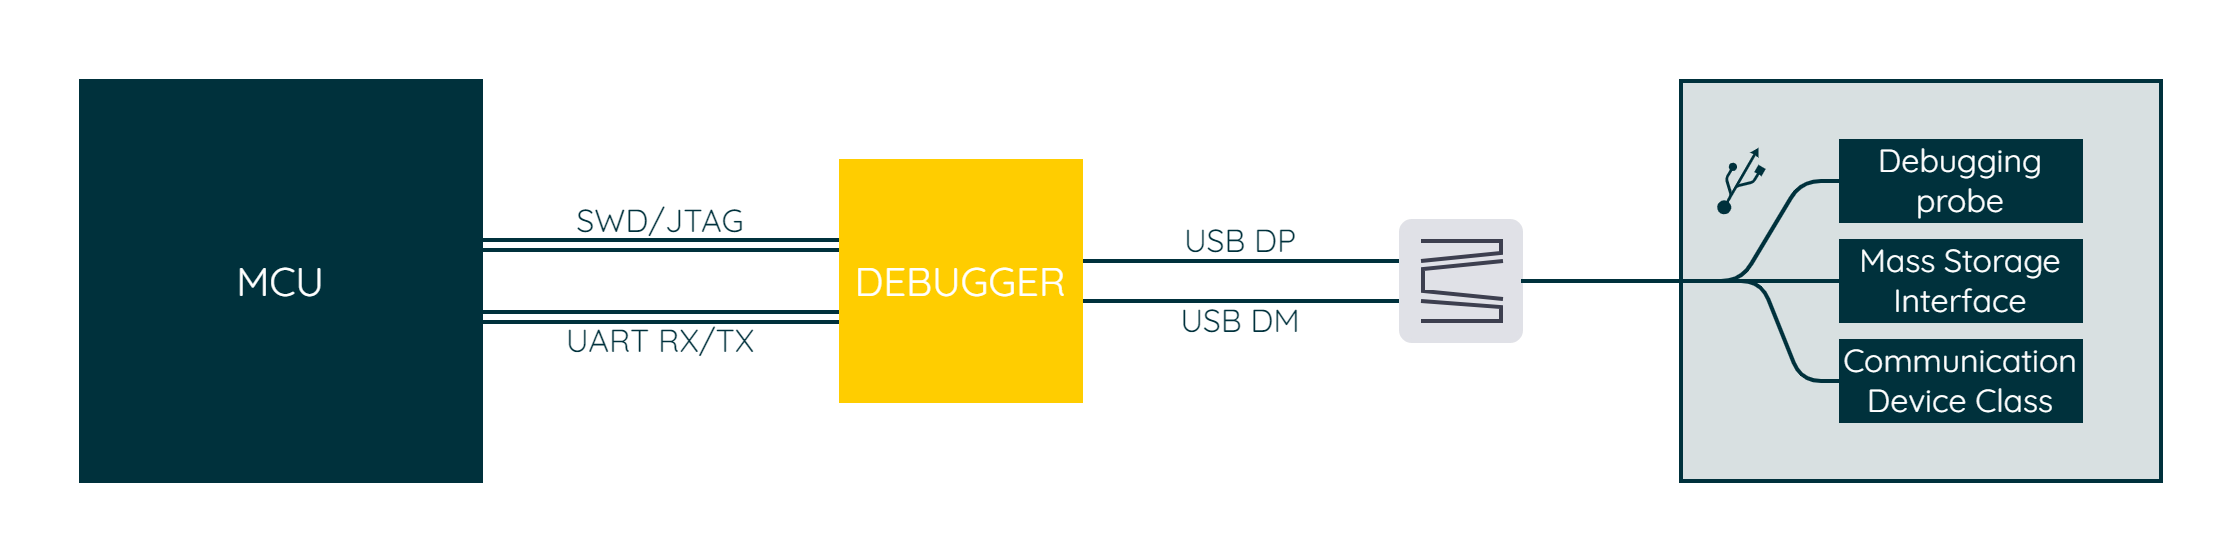 MCU
SWD/JTAG
UART RX/TX
DEBUGGER
USB DP
USB DM
Debugging
probe
Mass Storage
Interface
Communication
Device Class